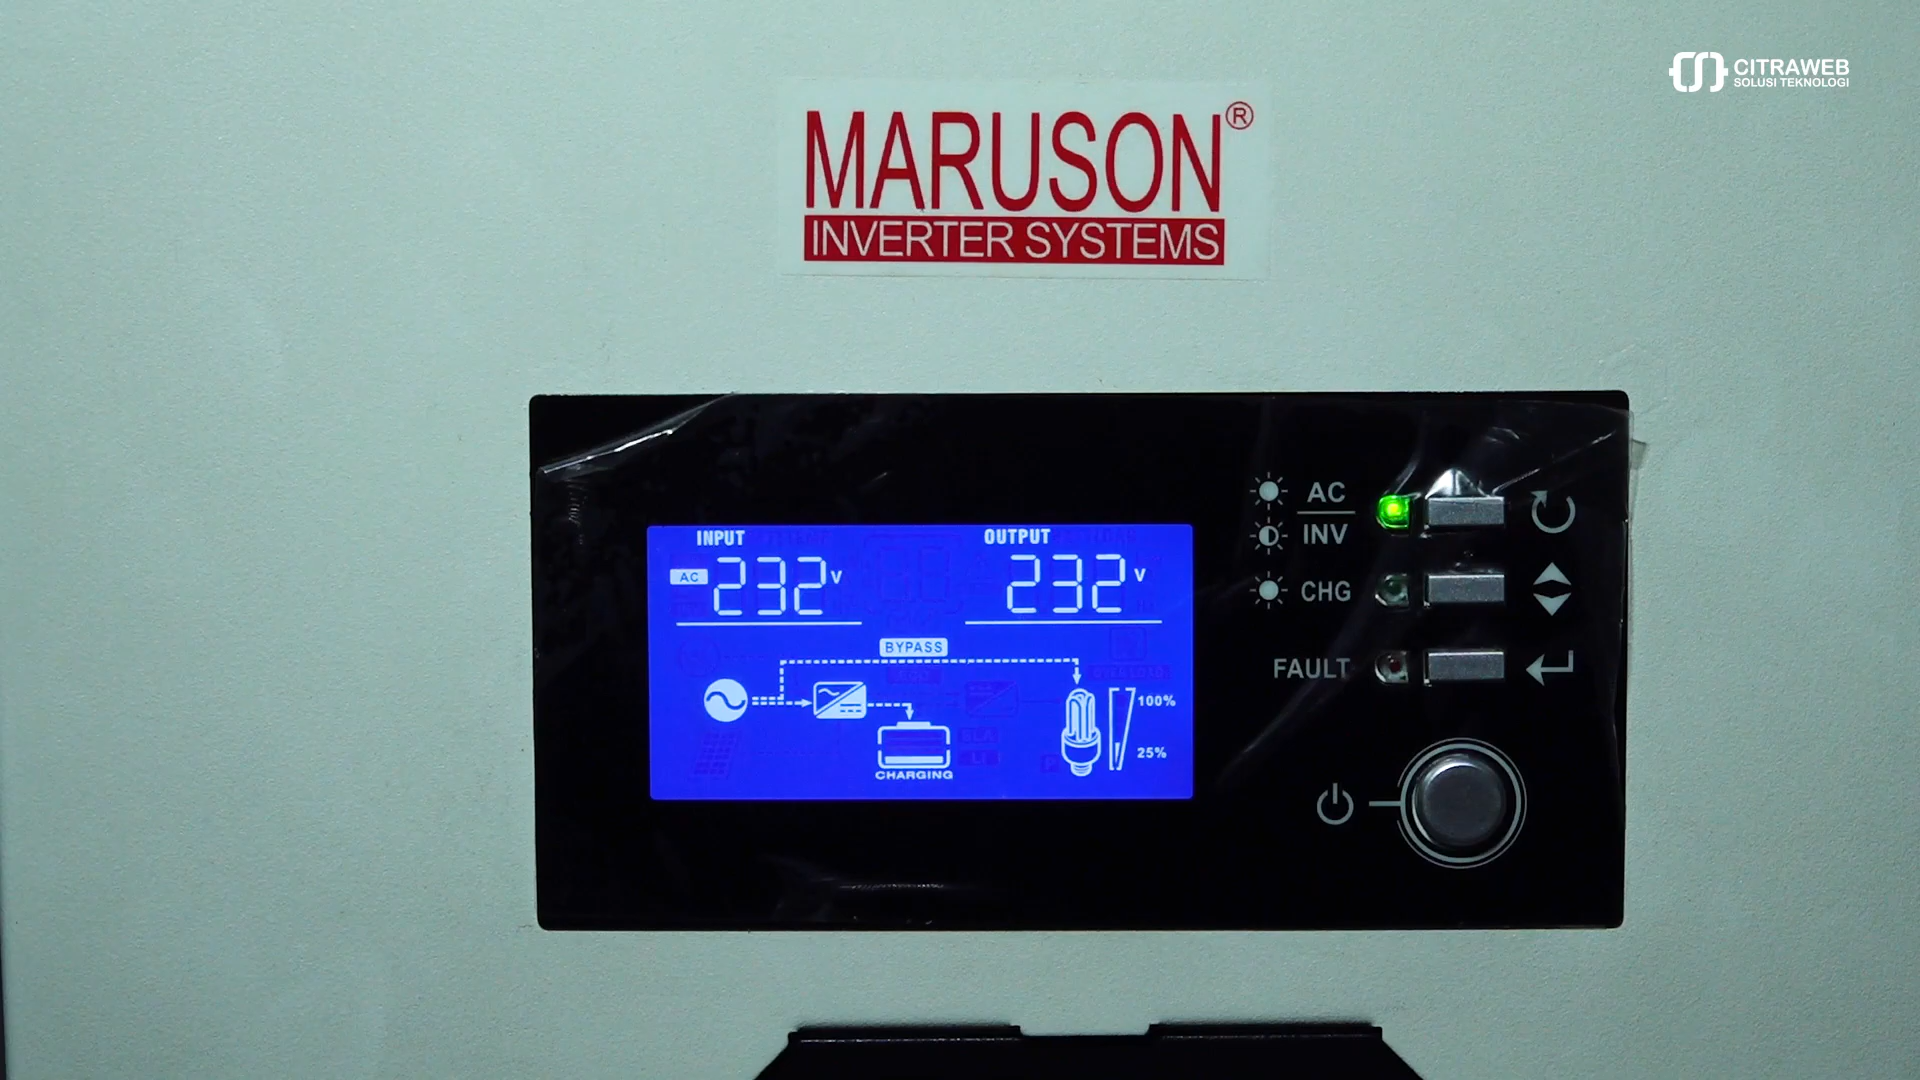 CITRAWEB
SOLUSI TEKNOLOGI
MARUSON®
INVERTER SYSTEMS
INPUT
OUTPUT
AC 232V
232V
BYPASS
100%
25%
CHARGING
AC
INV
CHG
FAULT